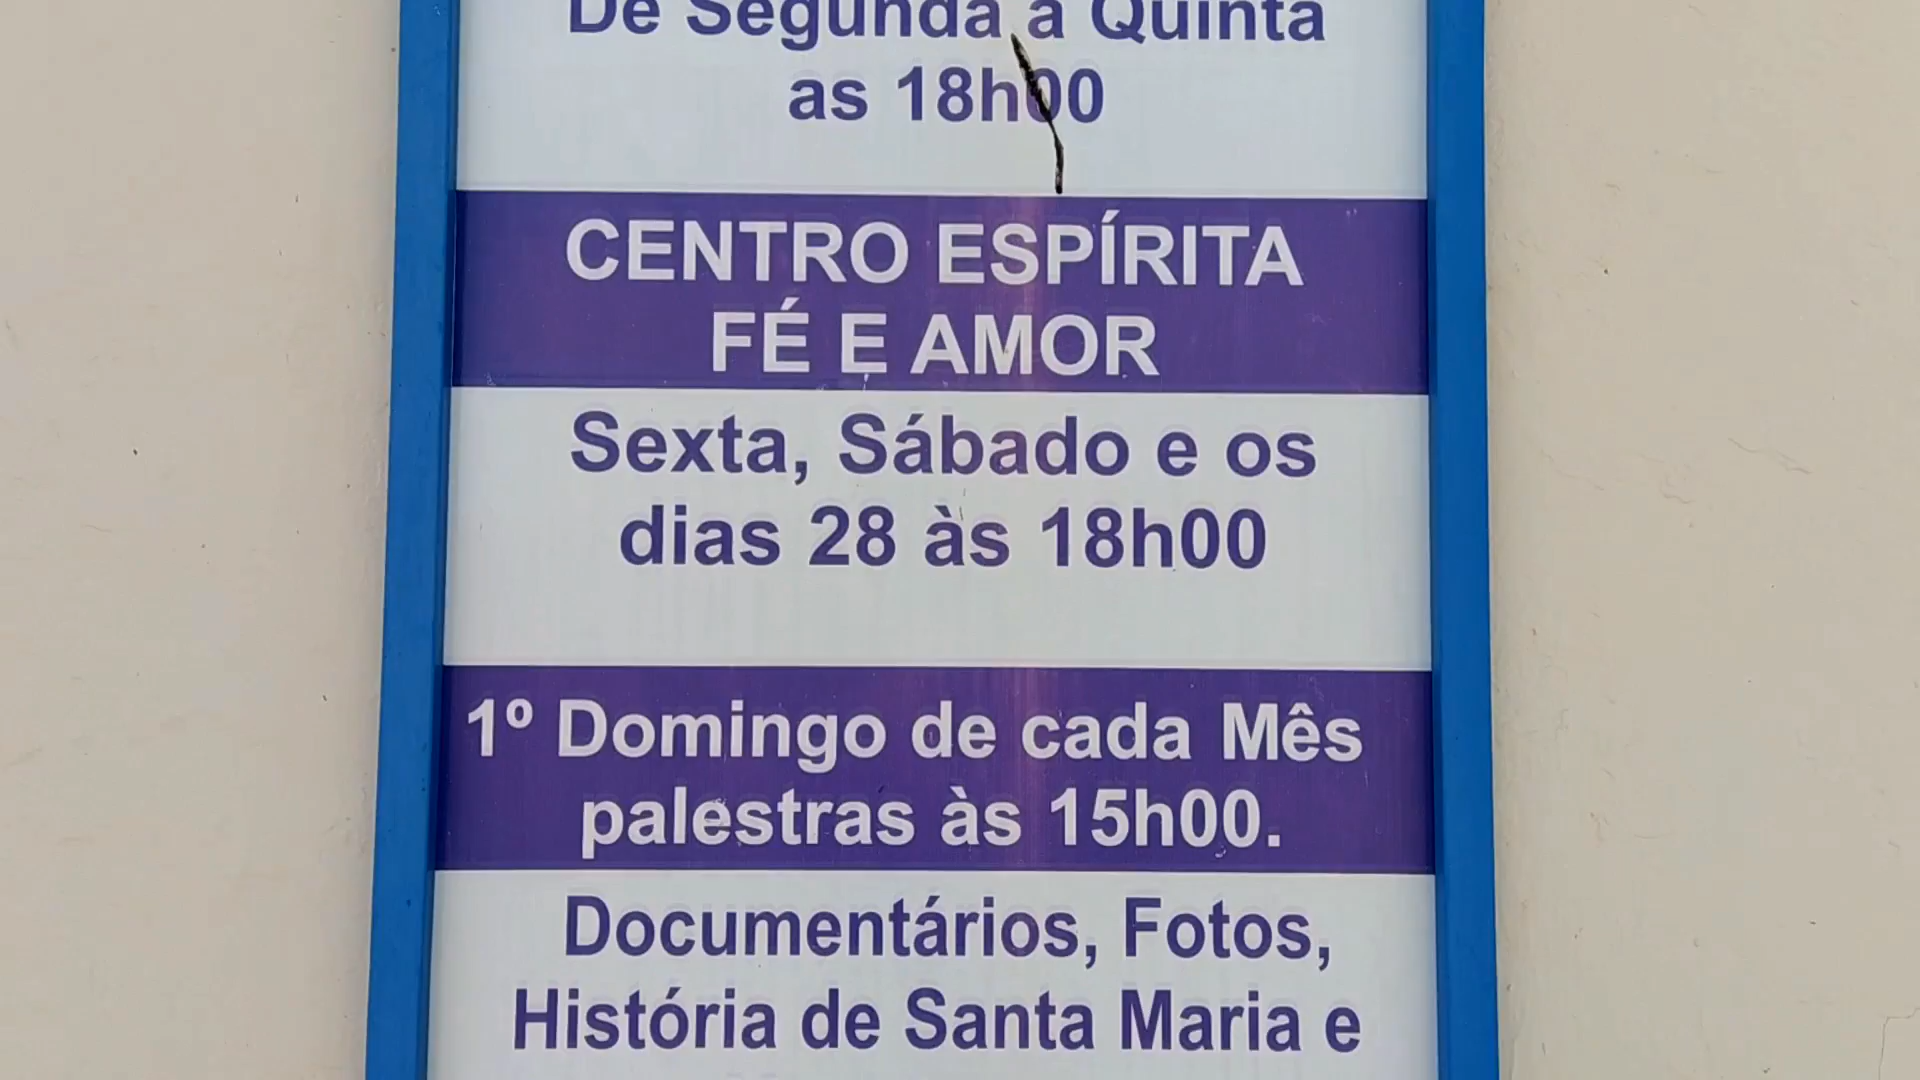 De Segunda a Quinta
as 18h00
CENTRO ESPÍRITA
FÉ E AMOR
Sexta, Sábado e os
dias 28 às 18h00
1º Domingo de cada Mês
palestras às 15h00.
Documentários, Fotos,
História de Santa Maria e